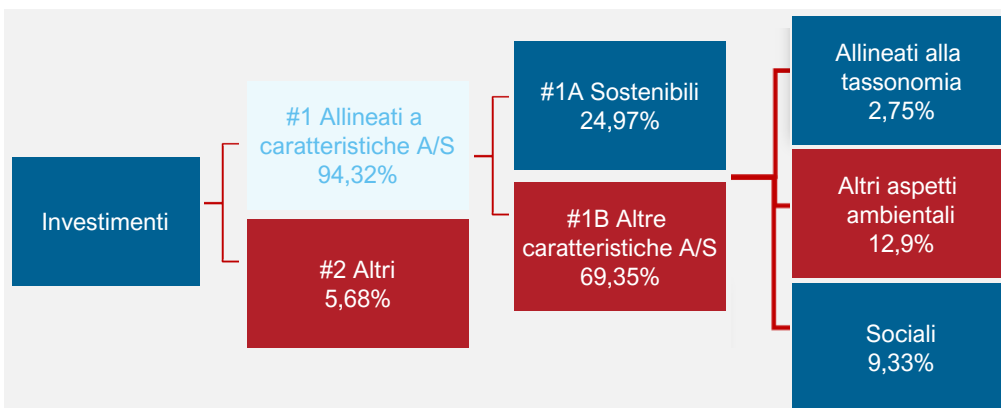 Investimenti
#1 Allineati a
caratteristiche A/S
94,32%
#2 Altri
5,68%
#1A Sostenibili
24,97%
#1B Altre
caratteristiche A/S
69,35%
Allineati alla
tassonomia
2,75%
Altri aspetti
ambientali
12,9%
Sociali
9,33%